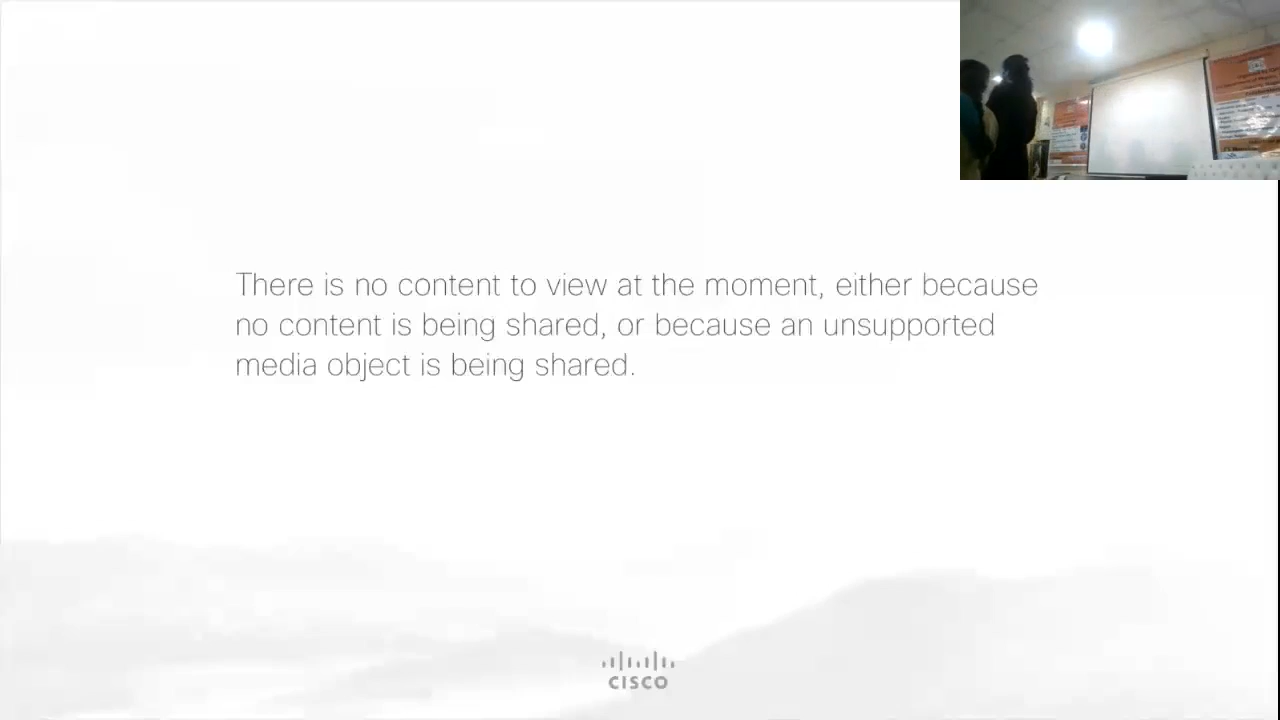 There is no content to view at the moment, either because
no content is being shared, or because an unsupported
media object is being shared.
CISCO